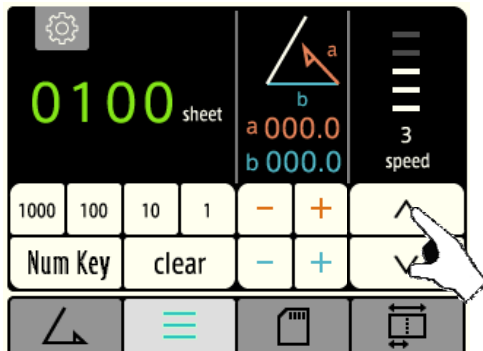 0100 sheet
a
b
a 000.0
b 000.0
3
speed
1000 100 10 1 - + 
Num Key clear - +